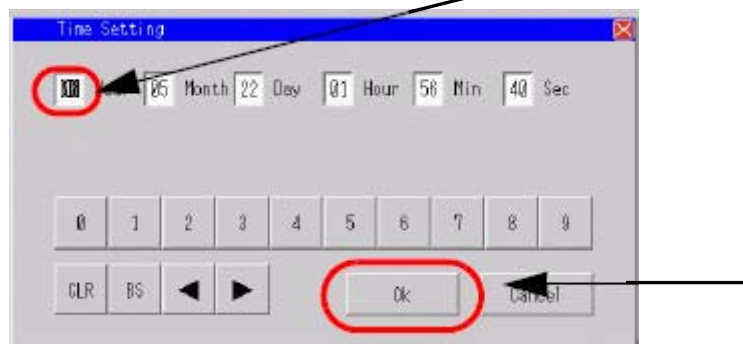 Time Setting
05 Month 22 Day 01 Hour 56 Min 40 Sec
0 1 2 3 4 5 6 7 8 9
CLR BS ◀ ▶ Ok Cancel